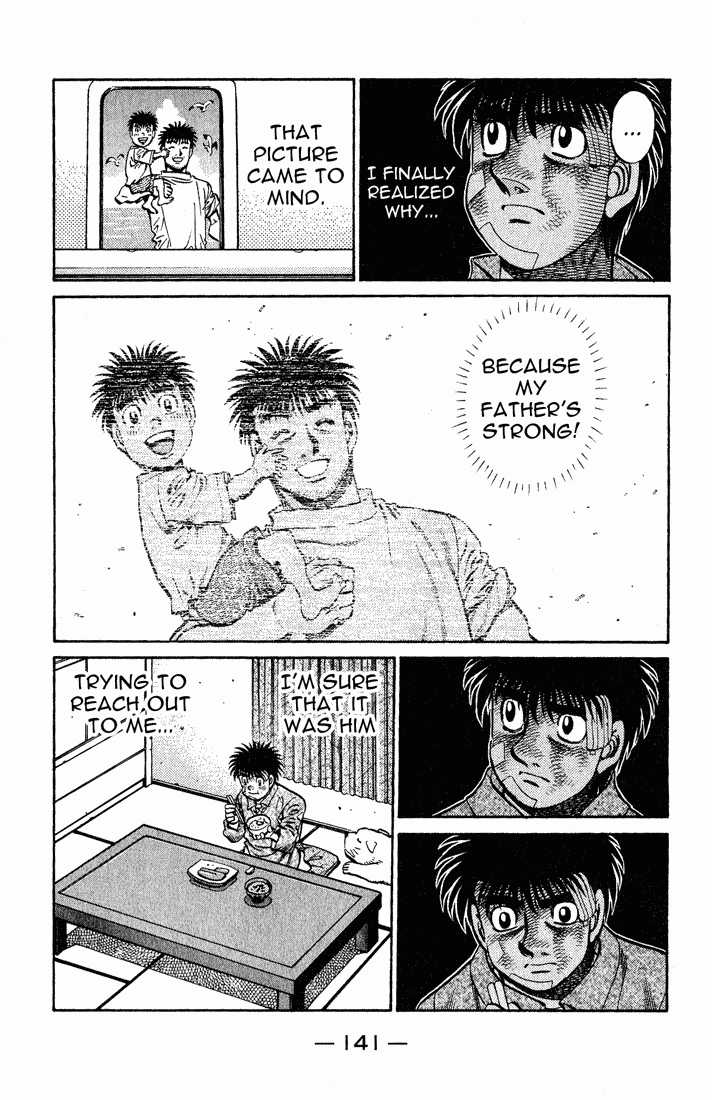 ...
I FINALLY
REALIZED
WHY...
THAT
PICTURE
CAME TO
MIND.
BECAUSE
MY
FATHER'S
STRONG!
I'M SURE
THAT IT
WAS HIM
TRYING TO
REACH OUT
TO ME...
— 141 —